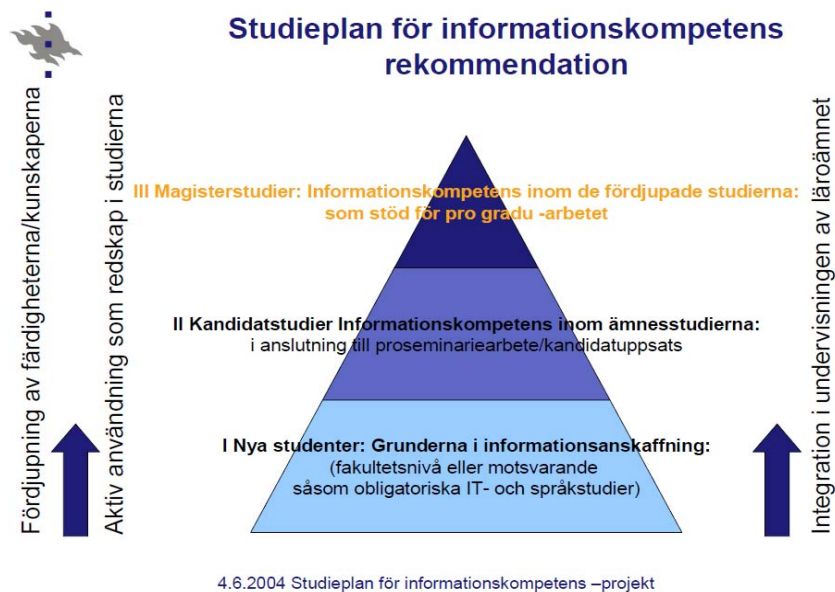 Studieplan för informationskompetens
rekommendation
Fördjupning av färdigheterna/kunskaperna
Aktiv användning som redskap i studierna
III Magisterstudier: Informationskompetens inom de fördjupade studierna:
som stöd för pro gradu -arbetet
II Kandidatstudier Informationskompetens inom ämnesstudierna:
i anslutning till proseminariearbete/kandidatuppsats
I Nya studenter: Grunderna i informationsanskaffning:
(fakultetsnivå eller motsvarande
såsom obligatoriska IT- och språkstudier)
Integration i undervisningen av läroämnet
4.6.2004 Studieplan för informationskompetens –projekt